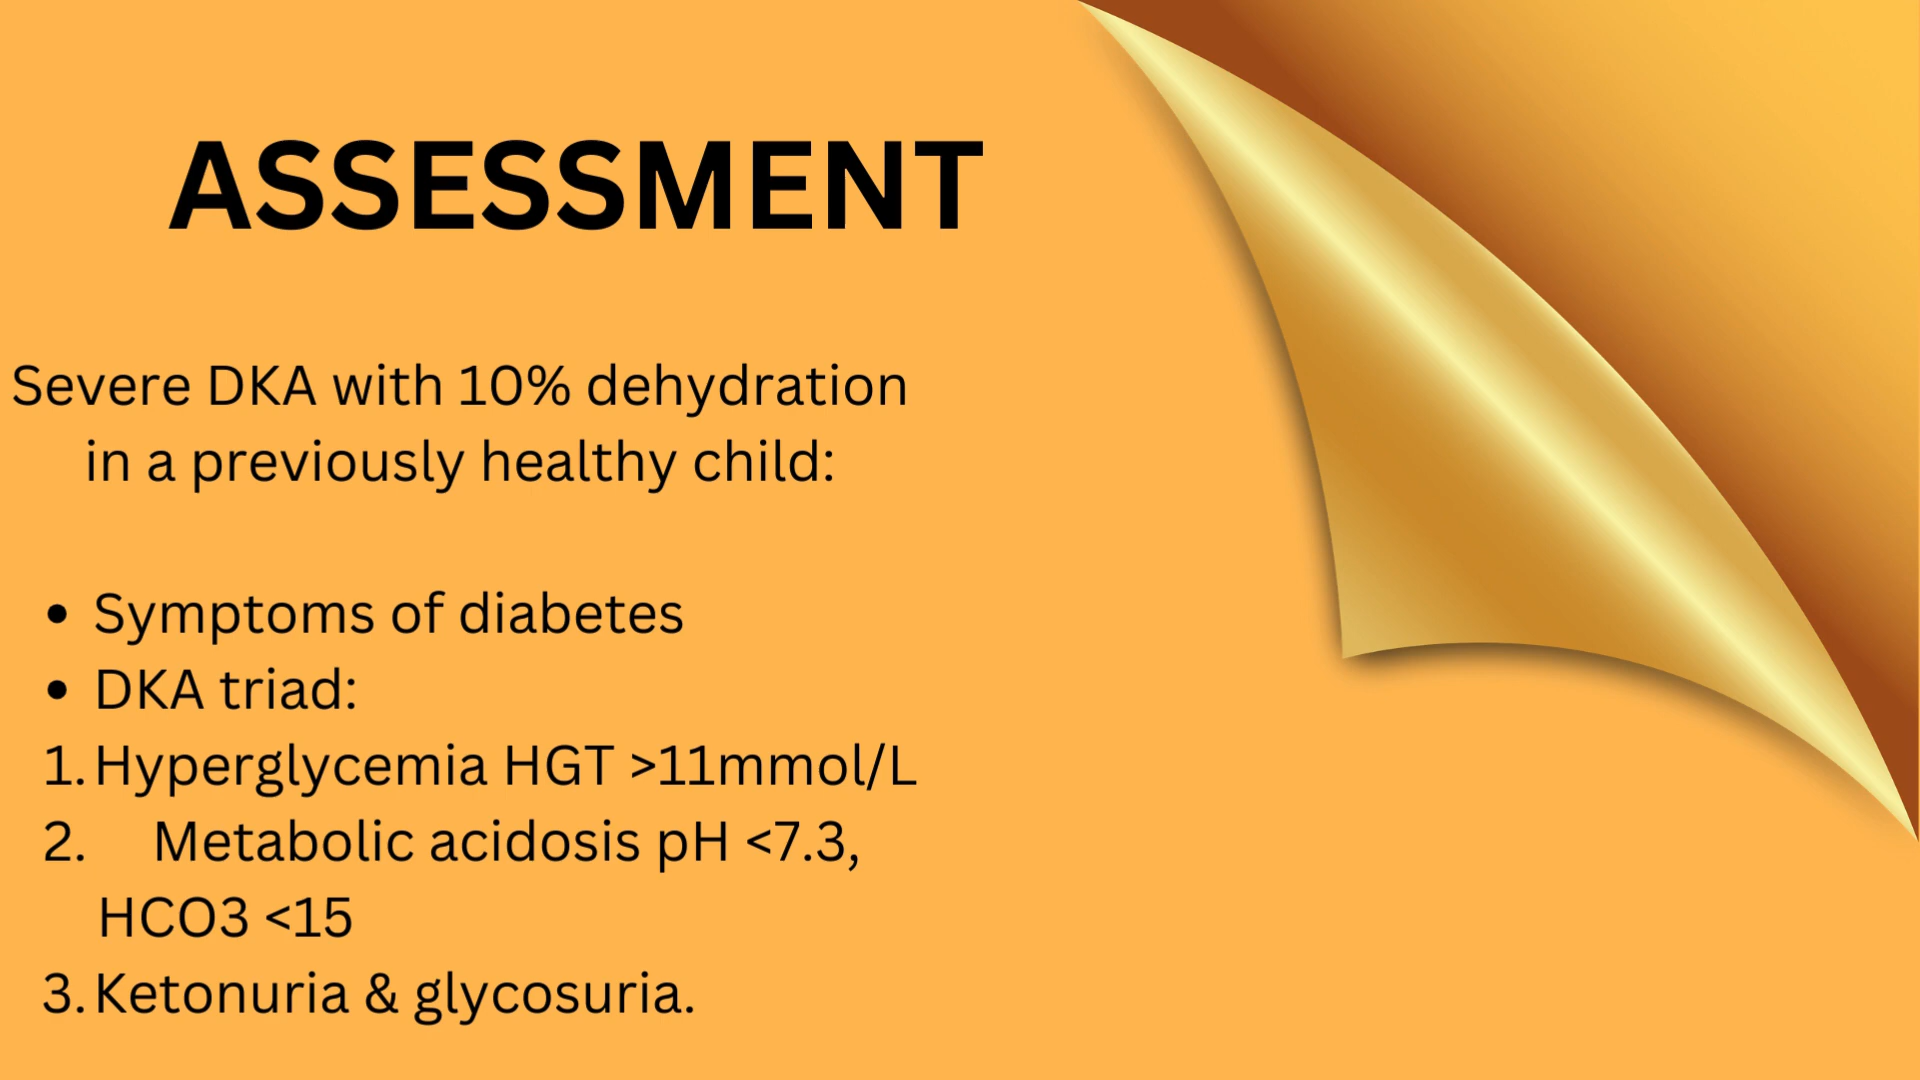 ASSESSMENT
Severe DKA with 10% dehydration
in a previously healthy child:
• Symptoms of diabetes
• DKA triad:
1. Hyperglycemia HGT >11mmol/L
2. Metabolic acidosis pH <7.3,
HCO3 <15
3. Ketonuria & glycosuria.